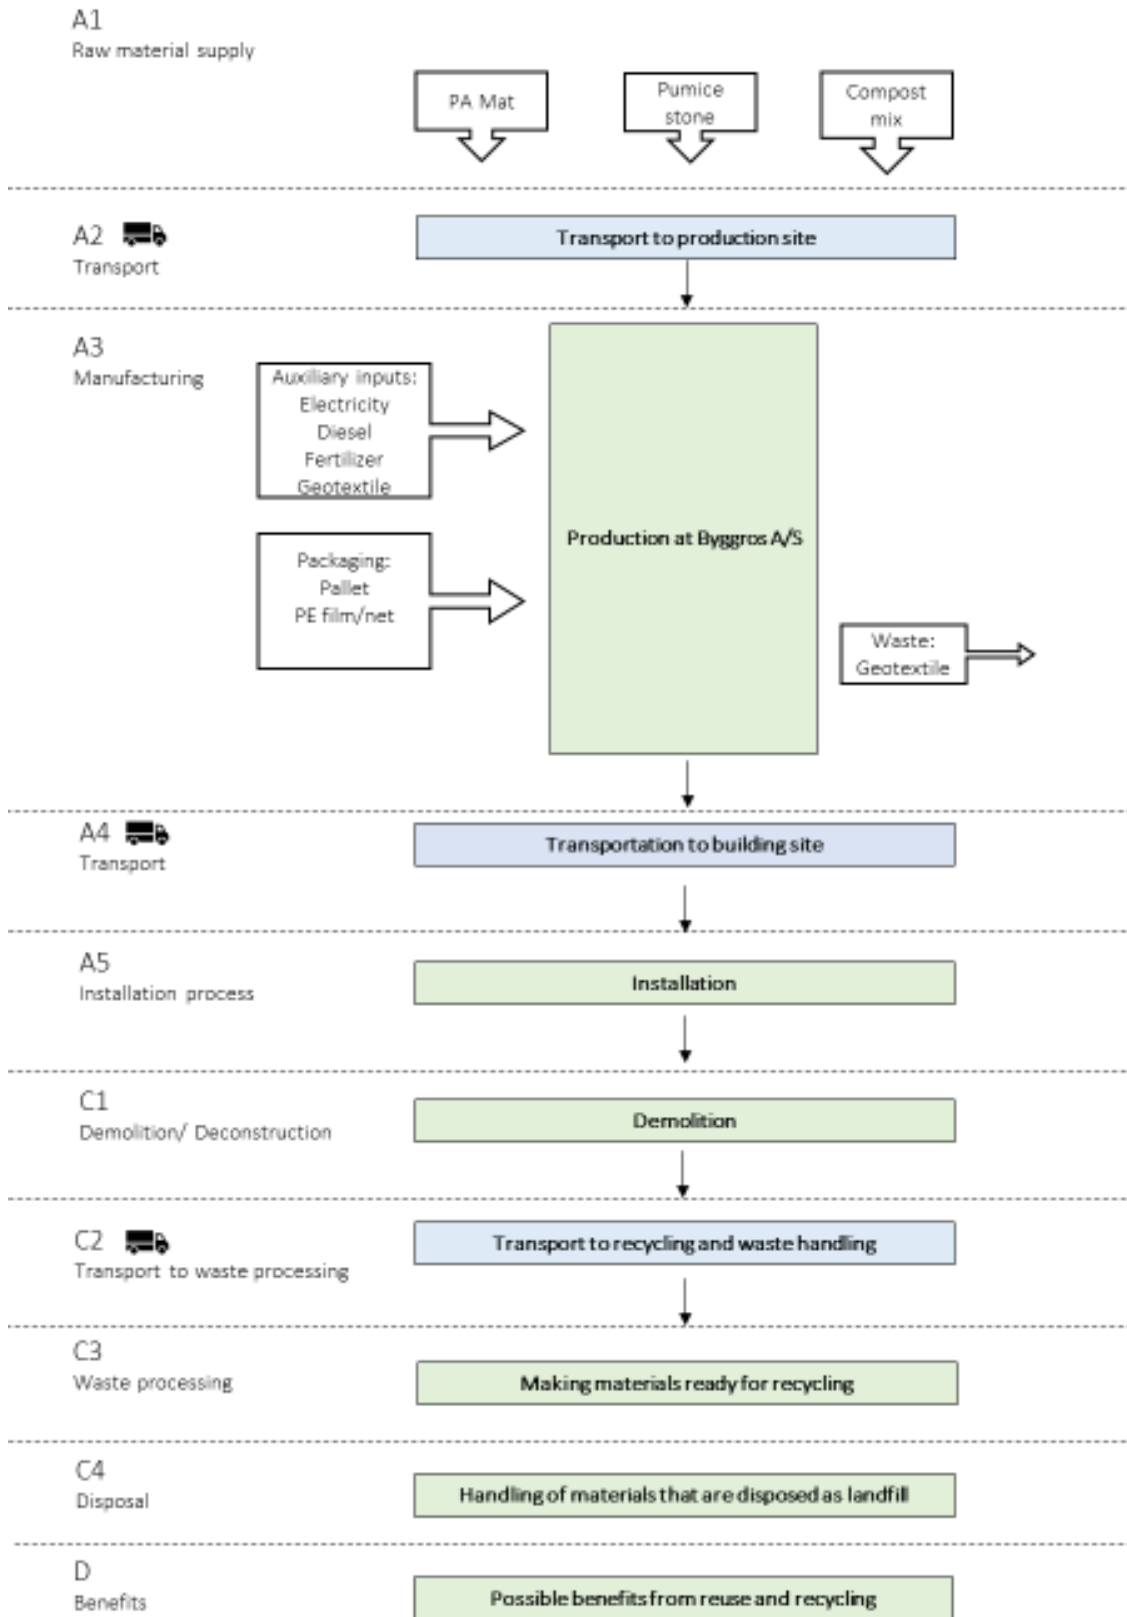 A1
Raw material supply
PA Mat
Pumice
stone
Compost
mix
A2
Transport
Transport to production site
A3
Manufacturing
Auxiliary inputs:
Electricity
Diesel
Fertilizer
Geotextile
Packaging:
Pallet
PE film/net
Production at Byggros A/S
Waste:
Geotextile
A4
Transport
Transportation to building site
A5
Installation process
Installation
C1
Demolition/ Deconstruction
Demolition
C2
Transport to waste processing
Transport to recycling and waste handling
C3
Waste processing
Making materials ready for recycling
C4
Disposal
Handling of materials that are disposed as landfill
D
Benefits
Possible benefits from reuse and recycling